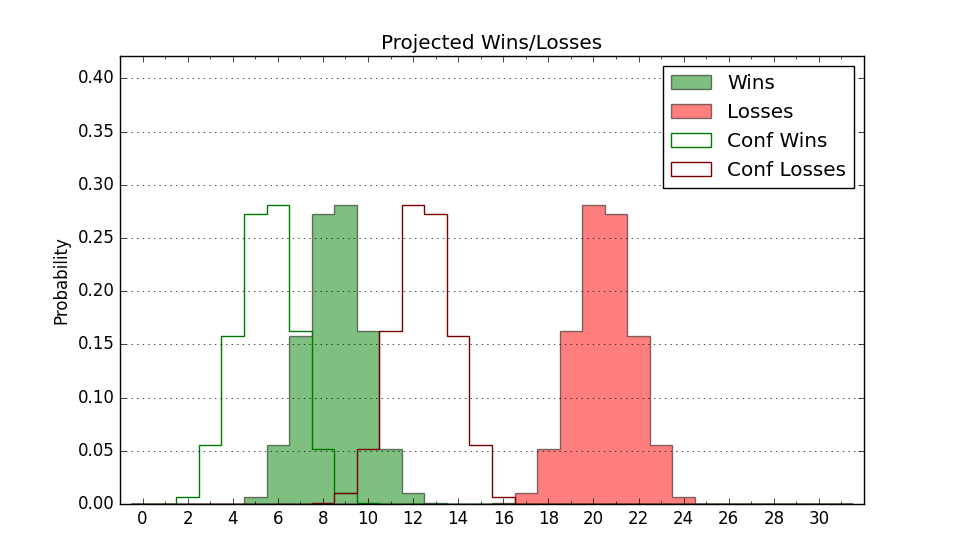 Projected Wins/Losses
Probability
0.40
0.35
0.30
0.25
0.20
0.15
0.10
0.05
0.00
Wins
Losses
Conf Wins
Conf Losses
0 2 4 6 8 10 12 14 16 18 20 22 24 26 28 30